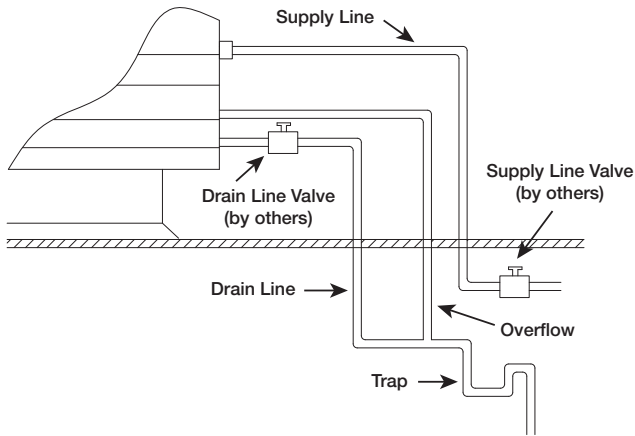 Supply Line
Supply Line Valve
(by others)
Drain Line Valve
(by others)
Drain Line
Overflow
Trap